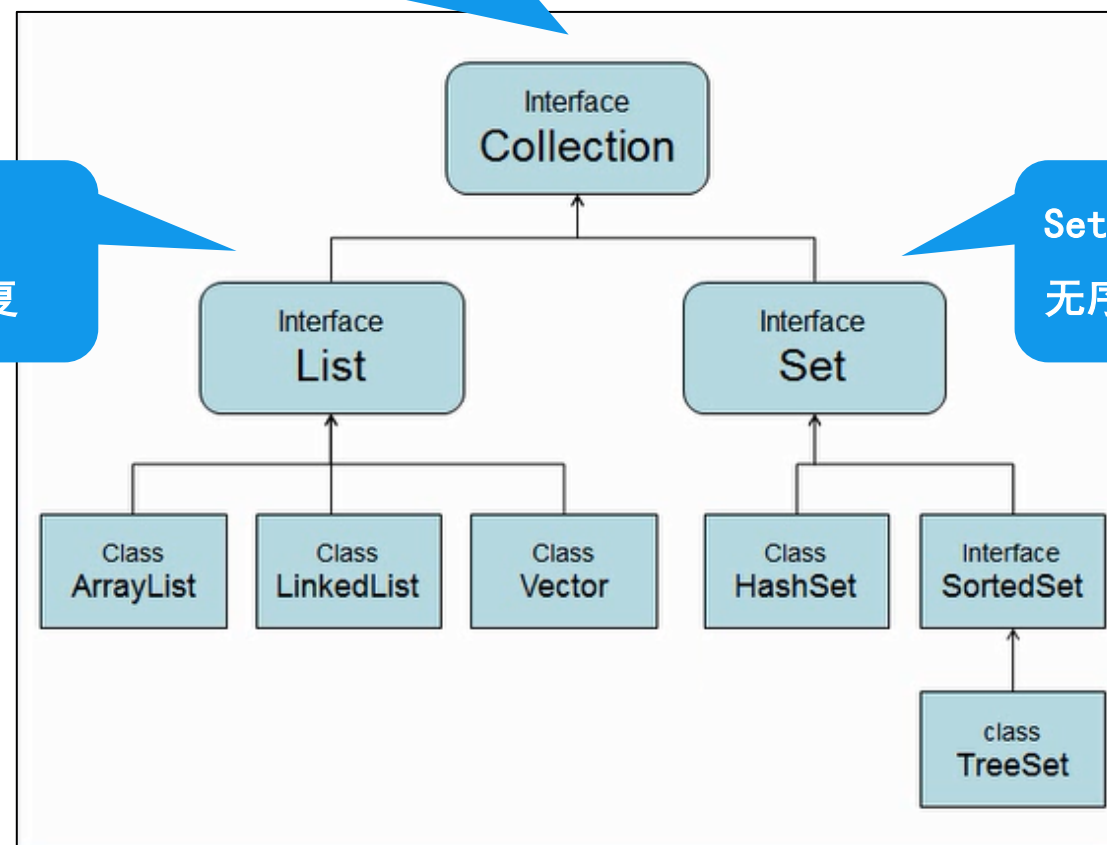 Interface
Collection
复
Set
无序
Interface
List
Interface
Set
Class
ArrayList
Class
LinkedList
Class
Vector
Class
HashSet
Interface
SortedSet
class
TreeSet